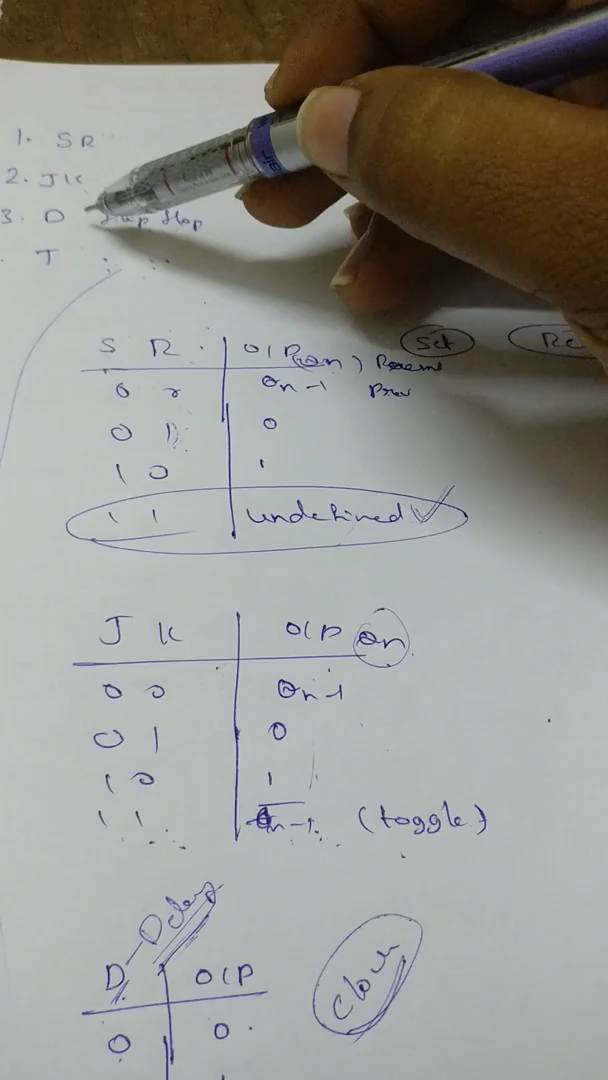 1. SR
2. JK
3. D Flip flop
. T
Set
S R O/P (Qn) Present
0 0 Qn-1 Prev
0 1 0
1 0 1
1 1 undefined ✓
J K O/P Qn
0 0 Qn-1
0 1 0
1 0 1
1 1 Q̅n-1 (toggle)
D-Delay
D O/P
0 0